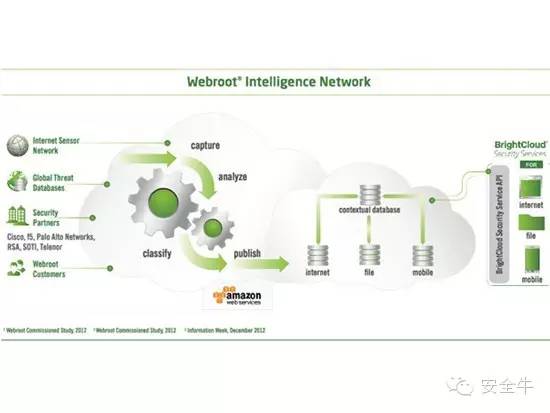 Webroot® Intelligence Network
Internet Sensor
Network
Global Threat
Databases
Security
Partners
Cisco, f5, Palo Alto Networks,
RSA, SOTI, Telenor
Webroot
Customers
capture
analyze
classify
publish
contextual database
internet
file
mobile
amazon
web services
BrightCloud Security Service API
BrightCloud®
Security Services
FOR
internet
file
mobile
¹ Webroot Commissioned Study, 2012 ² Webroot Commissioned Study, 2012 ³ Information Week, December 2012
安全牛